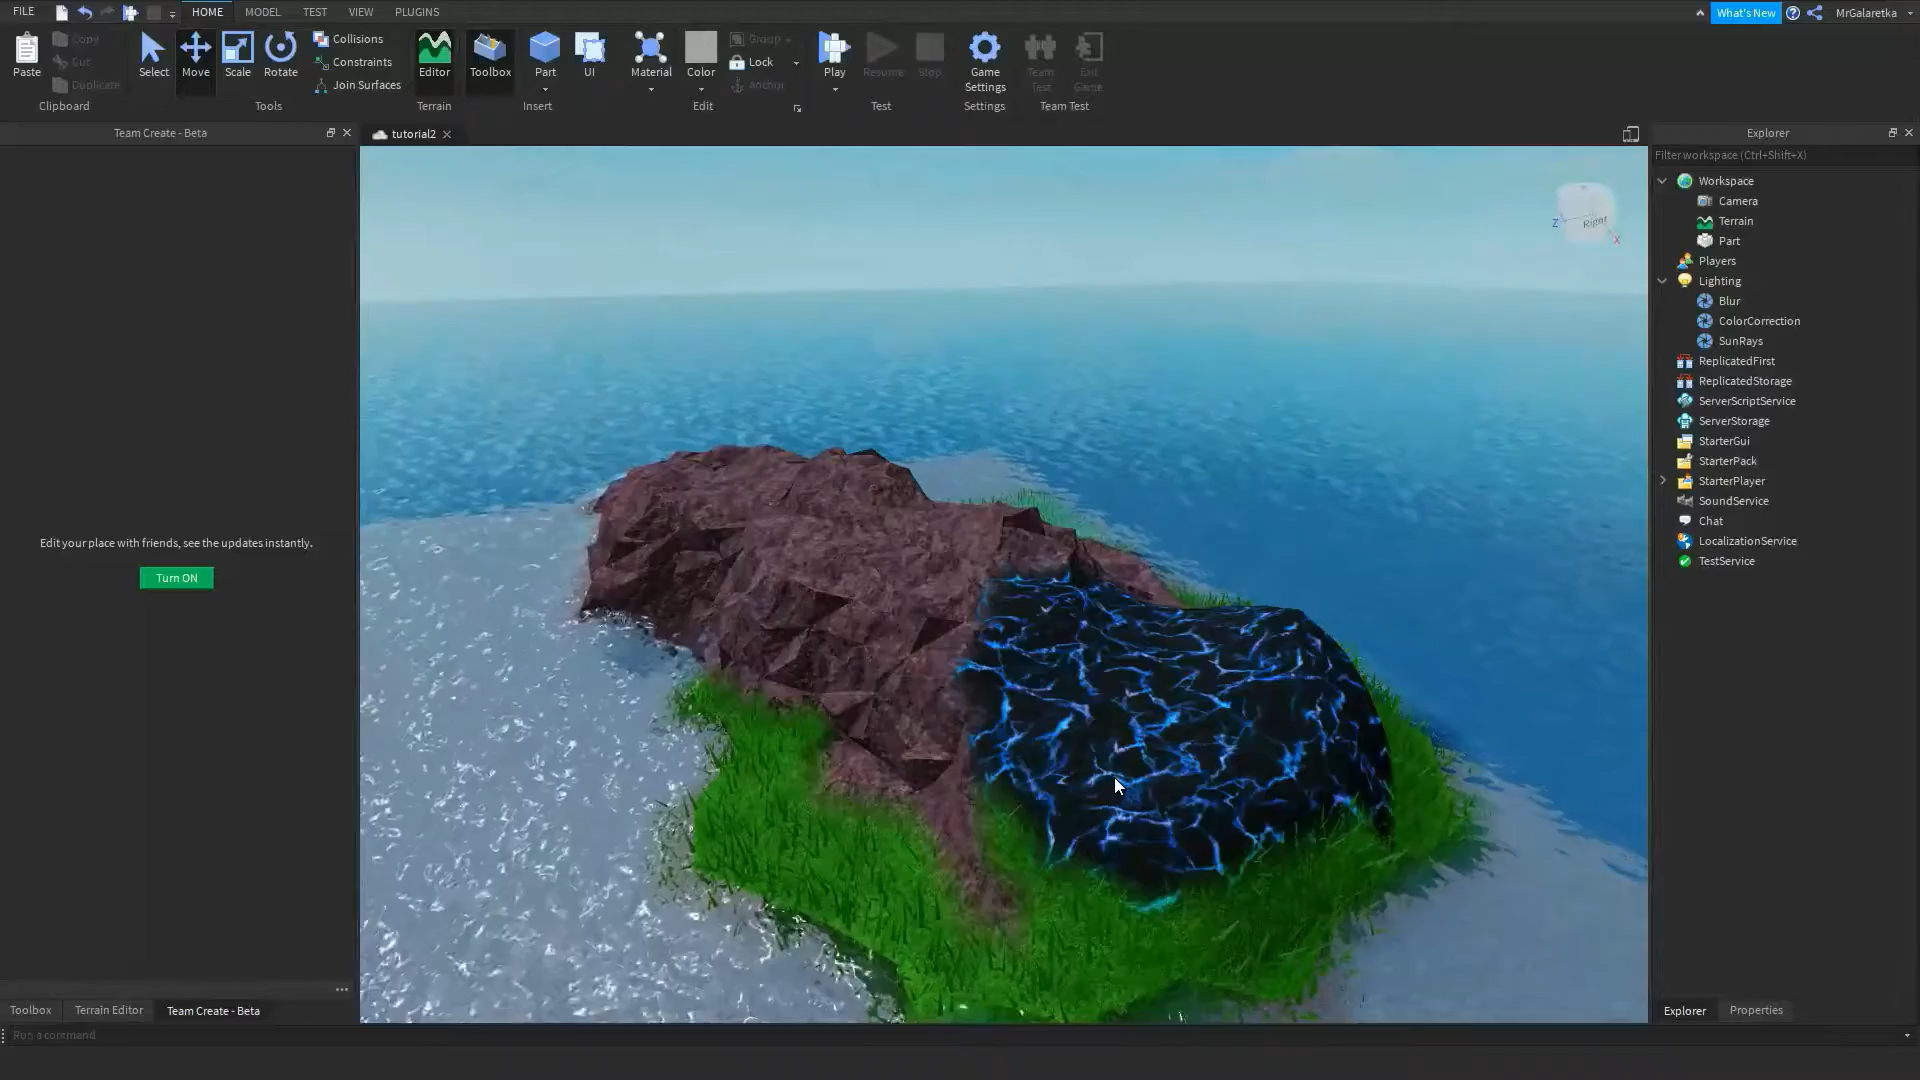 FILE
HOME MODEL TEST VIEW PLUGINS
What's New MrGalaretka
Paste Copy Cut Duplicate
Clipboard
Select Move Scale Rotate
Collisions
Constraints
Join Surfaces
Tools
Editor
Terrain
Toolbox Part UI
Insert
Material Color
Group
Lock
Anchor
Edit
Play Resume Stop
Test
Game
Settings
Settings
Team
Test
Exit
Game
Team Test
Team Create - Beta
tutorial2
Explorer
Filter workspace (Ctrl+Shift+X)
Workspace
Camera
Terrain
Part
Players
Lighting
Blur
ColorCorrection
SunRays
ReplicatedFirst
ReplicatedStorage
ServerScriptService
ServerStorage
StarterGui
StarterPack
StarterPlayer
SoundService
Chat
LocalizationService
TestService
Z Right X
Edit your place with friends, see the updates instantly.
Turn ON
Toolbox Terrain Editor Team Create - Beta
Explorer Properties
Run a command